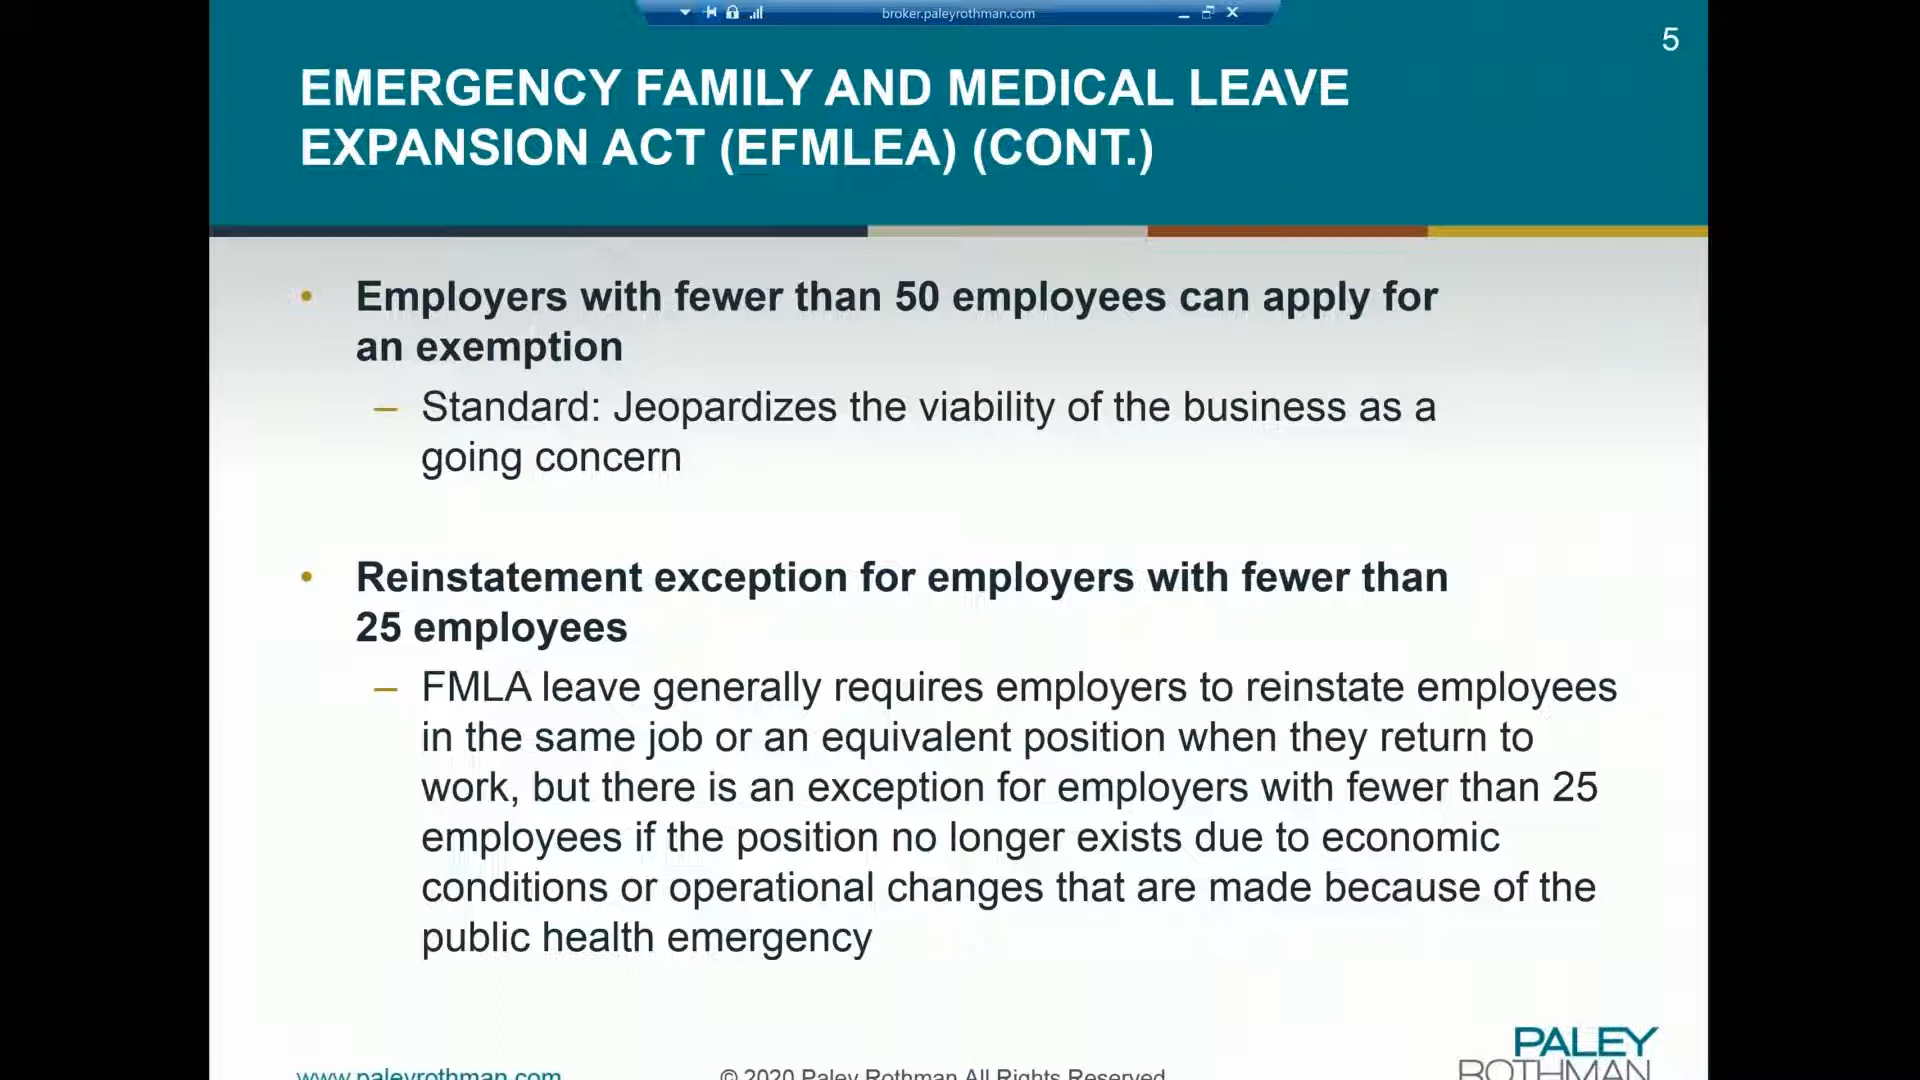 broker.paleyrothman.com
5
EMERGENCY FAMILY AND MEDICAL LEAVE
EXPANSION ACT (EFMLEA) (CONT.)
• Employers with fewer than 50 employees can apply for
an exemption
– Standard: Jeopardizes the viability of the business as a
going concern
• Reinstatement exception for employers with fewer than
25 employees
– FMLA leave generally requires employers to reinstate employees
in the same job or an equivalent position when they return to
work, but there is an exception for employers with fewer than 25
employees if the position no longer exists due to economic
conditions or operational changes that are made because of the
public health emergency
PALEY
ROTHMAN
www.paleyrothman.com
© 2020 Paley Rothman All Rights Reserved